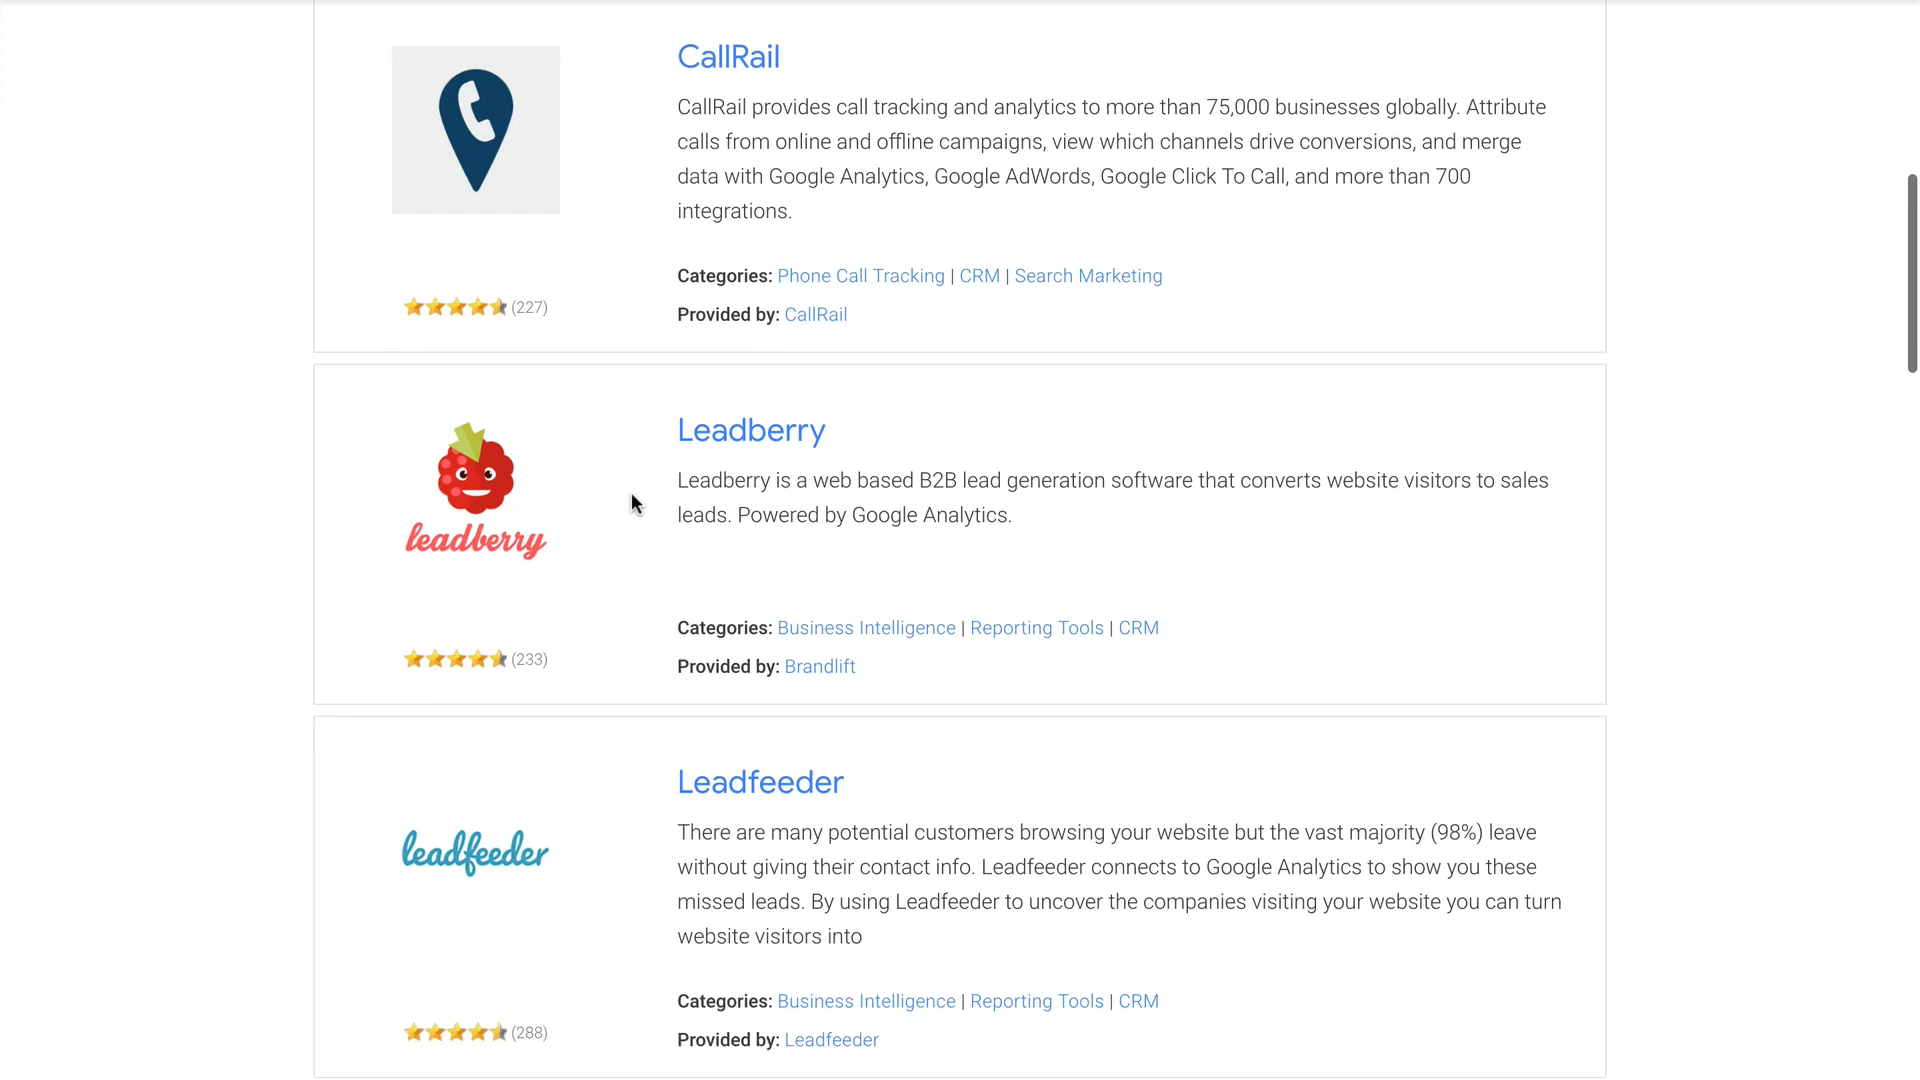 CallRail
CallRail provides call tracking and analytics to more than 75,000 businesses globally. Attribute
calls from online and offline campaigns, view which channels drive conversions, and merge
data with Google Analytics, Google AdWords, Google Click To Call, and more than 700
integrations.
Categories: Phone Call Tracking | CRM | Search Marketing
(227)
Provided by: CallRail
Leadberry
Leadberry is a web based B2B lead generation software that converts website visitors to sales
leads. Powered by Google Analytics.
leadberry
Categories: Business Intelligence | Reporting Tools | CRM
(233)
Provided by: Brandlift
Leadfeeder
There are many potential customers browsing your website but the vast majority (98%) leave
leadfeeder
without giving their contact info. Leadfeeder connects to Google Analytics to show you these
missed leads. By using Leadfeeder to uncover the companies visiting your website you can turn
website visitors into
Categories: Business Intelligence | Reporting Tools | CRM
(288)
Provided by: Leadfeeder